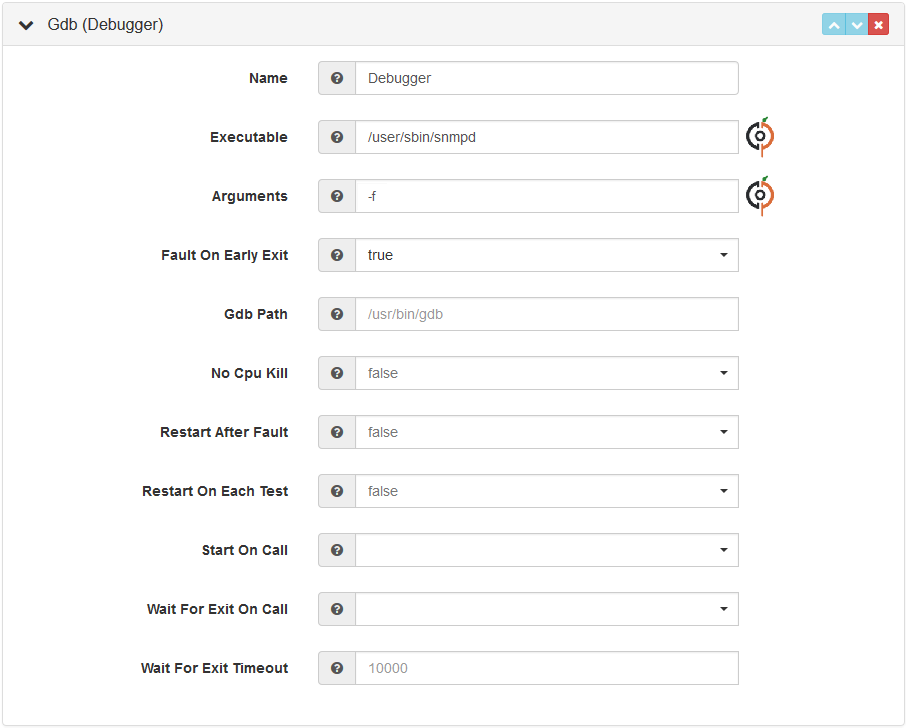 Gdb (Debugger)
Name Debugger
Executable /user/sbin/snmpd
Arguments -f
Fault On Early Exit true
Gdb Path /usr/bin/gdb
No Cpu Kill false
Restart After Fault false
Restart On Each Test false
Start On Call
Wait For Exit On Call
Wait For Exit Timeout 10000